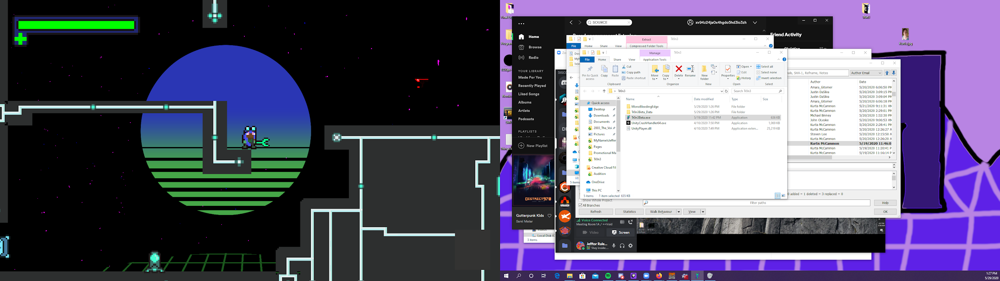 Tr0n3
Kurtis.jpg
SOURCE
xv94z24ja0x4hgdo5hd3io3zh
Home
Browse
Radio
YOUR LIBRARY
Made For You
Recently Played
Liked Songs
Albums
Artists
Podcasts
PLAYLISTS
New Playlist
DISTRICT970
SAMI MATAR
Gutterpunk Kids
Sami Matar
Friend Activity
Extract
Tr0n3
File
Home
Share
View
Compressed Folder Tools
5 items
Manage
Tr0n3
File
Home
Share
View
Application Tools
Pin to Quick access
Copy
Paste
Cut
Copy path
Paste shortcut
Clipboard
Move to
Copy to
Delete
Rename
Organize
New folder
New
Properties
Open
Edit
History
Open
Select all
Select none
Invert selection
Select
Tr0n3
Search Tr0n3
Name
Date modified
Type
Size
MonoBleedingEdge 5/29/2020 1:26 PM File folder
Tr0n3Beta_Data 5/29/2020 1:26 PM File folder
Tr0n3Beta.exe 5/19/2020 11:42 PM Application 636 KB
UnityCrashHandler64.exe 4/10/2020 7:50 PM Application 1,069 KB
UnityPlayer.dll 4/10/2020 7:49 PM Application exten... 25,219 KB
Quick access
Desktop
Downloads
Documents
2003_The_Voi
Pictures
MyNameIsJeffer
Pages
Promotional Ma
Tr0n3
Creative Cloud Fil
Audition
OneDrive
This PC
5 items 1 item selected 635 KB
ails, SHA-1, Refname, Notes
Author Email
Author Date
Amara_Gitomer 5/20/2020 6:06:50 PM
Justin DaSilva 5/20/2020 3:09:15 PM
Justin DaSilva 5/20/2020 3:09:04 PM
Amara_Gitomer 5/20/2020 6:06:18 PM
Kurtis McCammon 5/21/2020 9:11:31 AM
Kurtis McCammon 5/20/2020 2:29:01 PM
Michael Binney 5/20/2020 1:32:30 PM
John OLeske 5/20/2020 9:06:53 AM
Kurtis McCammon 5/20/2020 2:28:41 PM
Kurtis McCammon 5/20/2020 12:26:27 A
Steven Lee 5/20/2020 12:15:50 A
Kurtis McCammon 5/20/2020 12:26:20 A
Kurtis McCammon 5/19/2020 11:46:0
Kurtis McCammon 5/19/2020 11:20:41 P
Kurtis McCammon 5/19/2020 11:16:14 P
0 added = 1 deleted = 3 replaced = 0
Show Whole Project
All Branches
Filter paths
Help
Refresh
Statistics
Walk Behaviour
View
OK
Voice Connected
Meeting Room 1A / ++Void
Video
Screen
Jefftor Rule...
Stay inside....
Videos
Local Disk (C
3 items
ARMADA
1:27 PM
5/29/2020